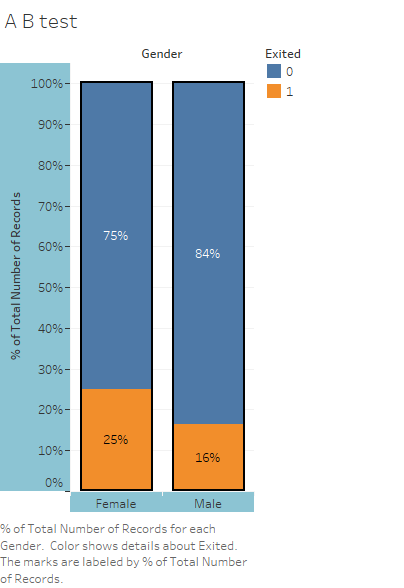 A B test
Gender
Exited
0
1
% of Total Number of Records
100%
90%
80%
70%
60%
50%
40%
30%
20%
10%
0%
75%
84%
25%
16%
Female
Male
% of Total Number of Records for each
Gender.  Color shows details about Exited.
The marks are labeled by % of Total Number
of Records.